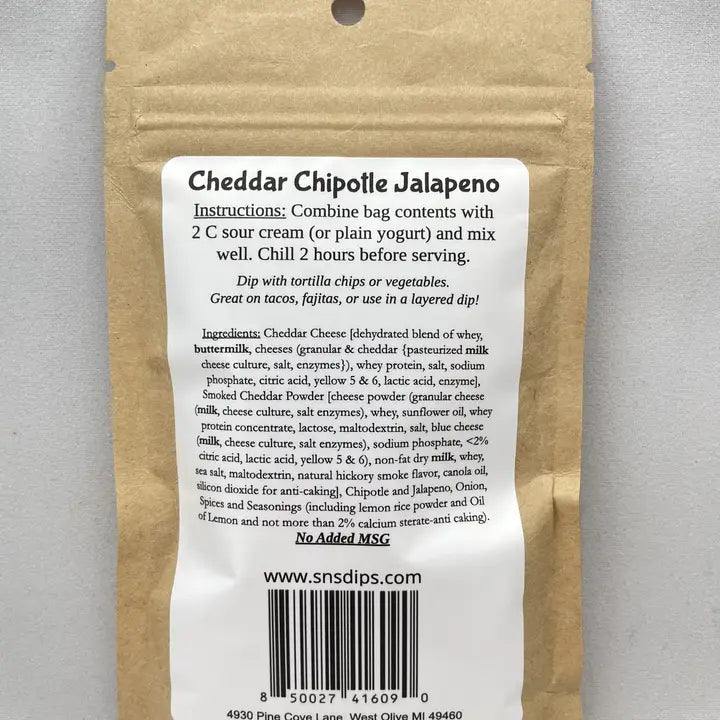 Cheddar Chipotle Jalapeno
Instructions: Combine bag contents with
2 C sour cream (or plain yogurt) and mix
well. Chill 2 hours before serving.
Dip with tortilla chips or vegetables.
Great on tacos, fajitas, or use in a layered dip!
Ingredients: Cheddar Cheese [dehydrated blend of whey,
buttermilk, cheeses (granular & cheddar {pasteurized milk
cheese culture, salt, enzymes}), whey protein, salt, sodium
phosphate, citric acid, yellow 5 & 6, lactic acid, enzyme],
Smoked Cheddar Powder [cheese powder (granular cheese
(milk, cheese culture, salt enzymes), whey, sunflower oil, whey
protein concentrate, lactose, maltodextrin, salt, blue cheese
(milk, cheese culture, salt enzymes), sodium phosphate, <2%
citric acid, lactic acid, yellow 5 & 6), non-fat dry milk, whey,
sea salt, maltodextrin, natural hickory smoke flavor, canola oil,
silicon dioxide for anti-caking], Chipotle and Jalapeno, Onion,
Spices and Seasonings (including lemon rice powder and Oil
of Lemon and not more than 2% calcium sterate-anti caking).
No Added MSG
www.snsdips.com
8 50027 41609 0
4930 Pine Cove Lane, West Olive MI 49460